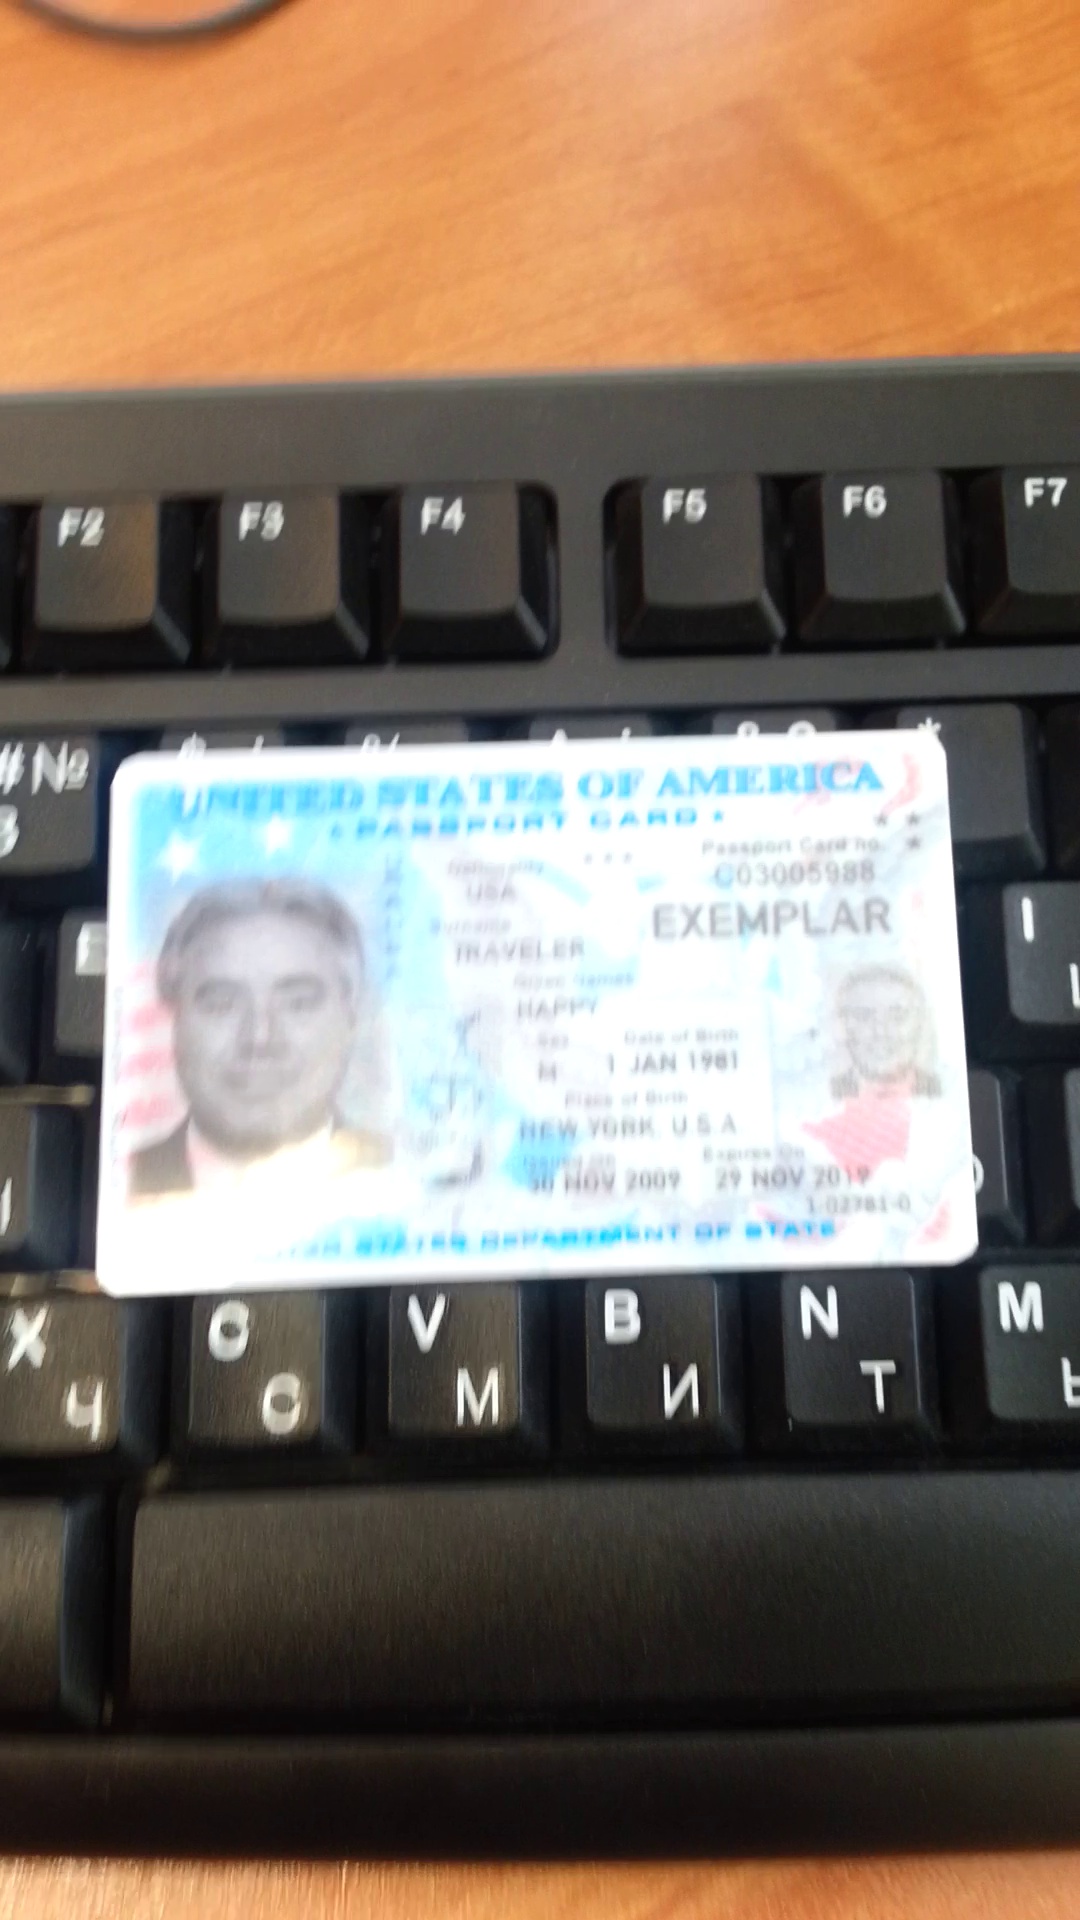 F2 F3 F4 F5 F6 F7
# №
*
UNITED STATES OF AMERICA
PASSPORT CARD
Nationality
Passport Card no.
USA
C03005988
Surname
EXEMPLAR
TRAVELER
Given Names
HAPPY
Sex
Date of Birth
M
1 JAN 1981
Place of Birth
NEW YORK, U.S.A
Issued On
Expires On
30 NOV 2009
29 NOV 2019
1-02781-0
STATES DEPARTMENT OF STATE
I
E
X C V B N M
Ч С М И Т